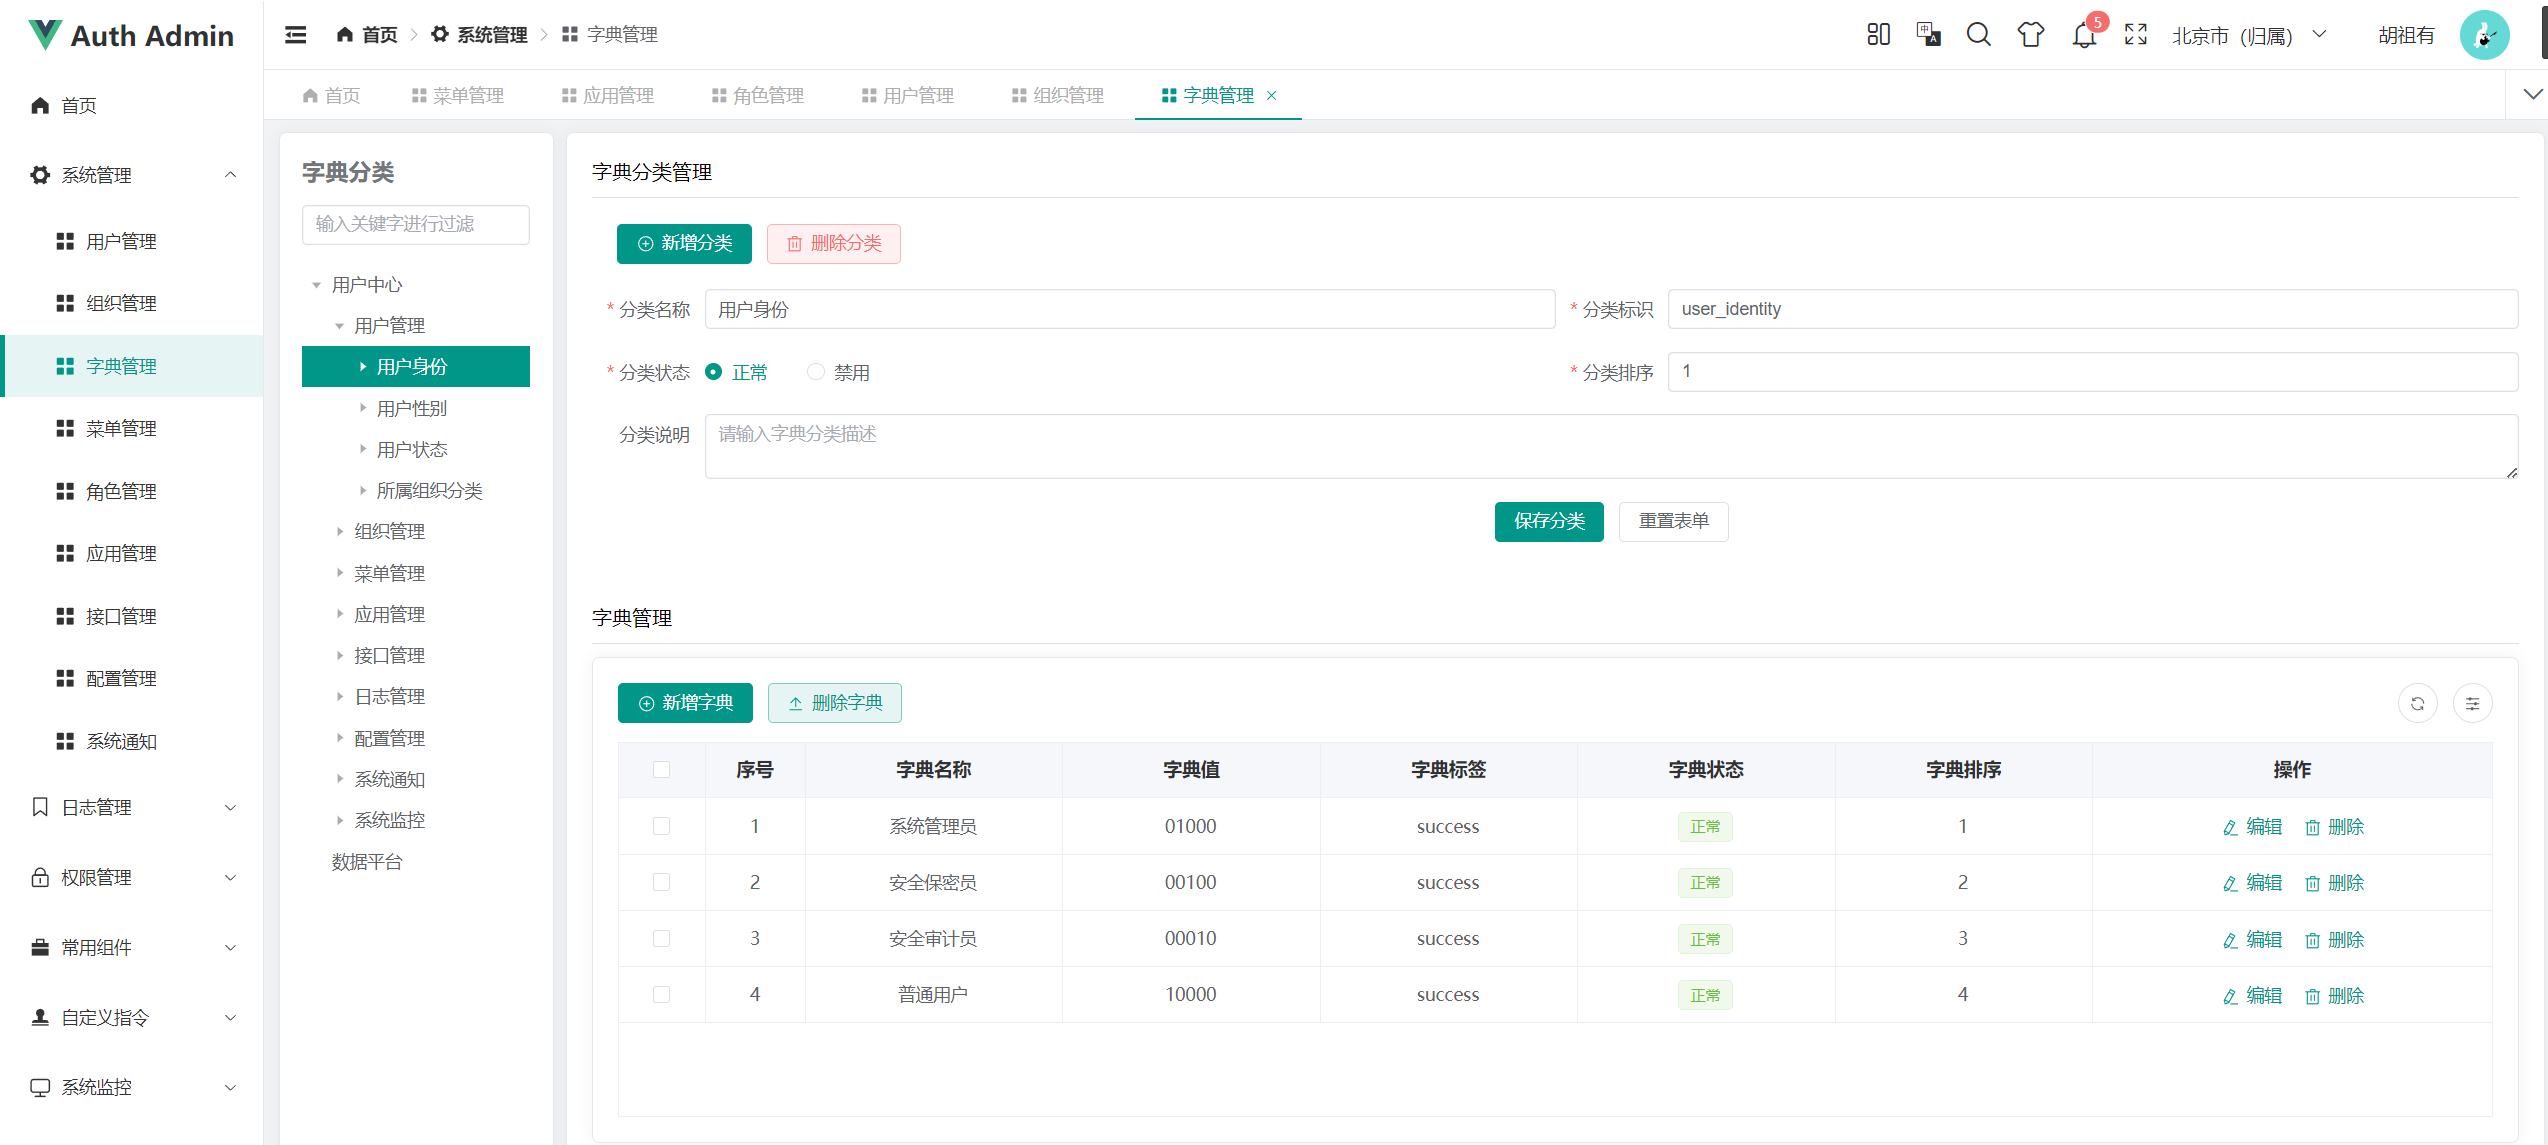 Auth Admin
首页
系统管理
用户管理
组织管理
字典管理
菜单管理
角色管理
应用管理
接口管理
配置管理
系统通知
日志管理
权限管理
常用组件
自定义指令
系统监控
首页 系统管理 字典管理
中 A 5 北京市（归属） 胡祖有
首页 菜单管理 应用管理 角色管理 用户管理 组织管理 字典管理
字典分类
输入关键字进行过滤
用户中心
用户管理
用户身份
用户性别
用户状态
所属组织分类
组织管理
菜单管理
应用管理
接口管理
日志管理
配置管理
系统通知
系统监控
数据平台
字典分类管理
新增分类 删除分类
* 分类名称 用户身份 * 分类标识 user_identity
* 分类状态 正常 禁用 * 分类排序 1
分类说明 请输入字典分类描述
保存分类 重置表单
字典管理
新增字典 删除字典
序号 字典名称 字典值 字典标签 字典状态 字典排序 操作
1 系统管理员 01000 success 正常 1 编辑 删除
2 安全保密员 00100 success 正常 2 编辑 删除
3 安全审计员 00010 success 正常 3 编辑 删除
4 普通用户 10000 success 正常 4 编辑 删除